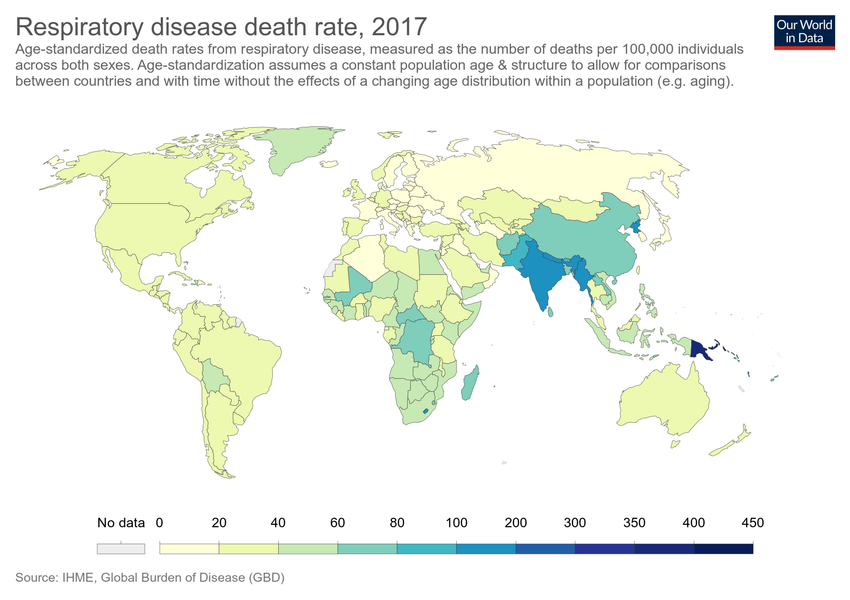 Respiratory disease death rate, 2017
Our World
in Data
Age-standardized death rates from respiratory disease, measured as the number of deaths per 100,000 individuals
across both sexes. Age-standardization assumes a constant population age & structure to allow for comparisons
between countries and with time without the effects of a changing age distribution within a population (e.g. aging).
No data 0 20 40 60 80 100 200 300 350 400 450
Source: IHME, Global Burden of Disease (GBD)